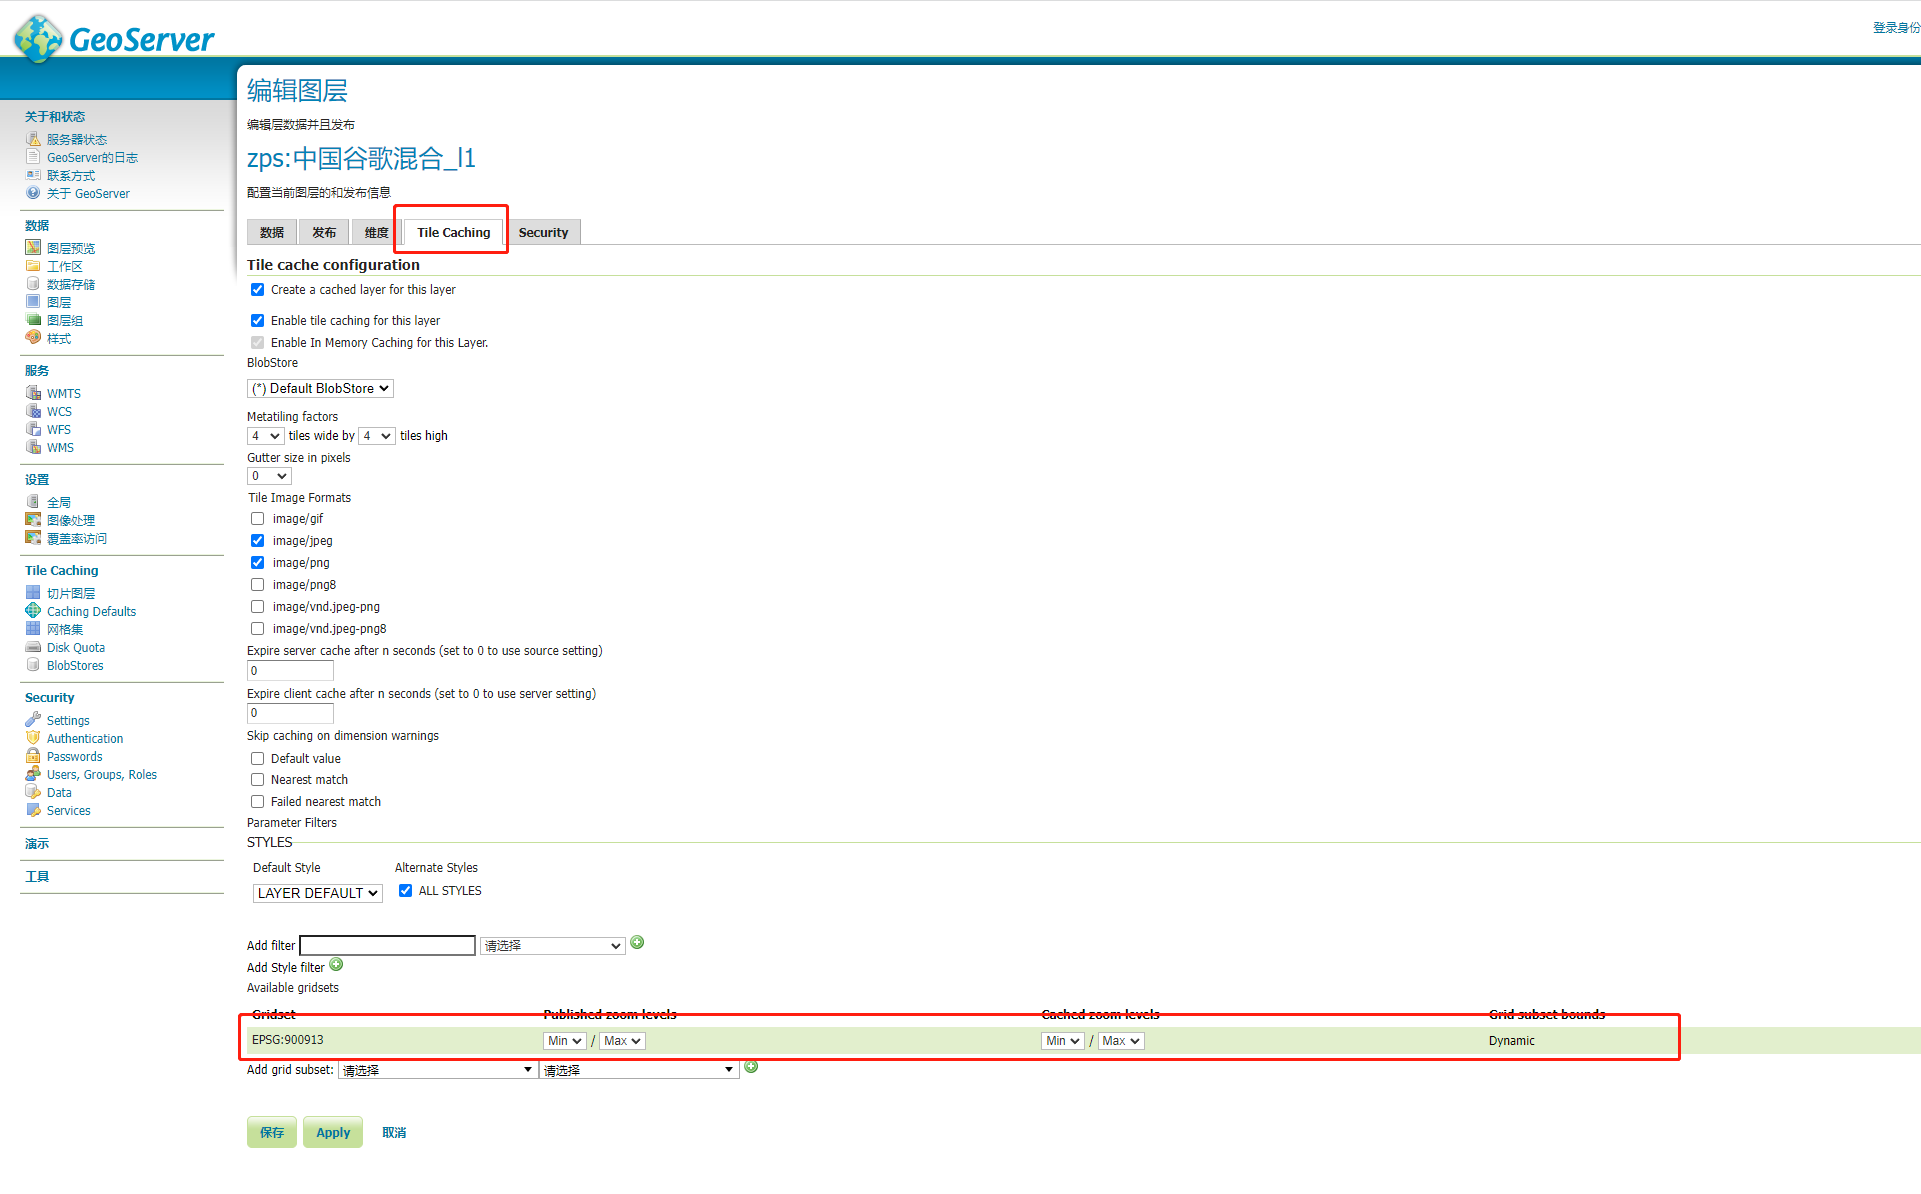 GeoServer
登录身份
编辑图层
编辑层数据并且发布
zps:中国谷歌混合_l1
配置当前图层的和发布信息
关于和状态
服务器状态
GeoServer的日志
联系方式
关于 GeoServer
数据
图层预览
工作区
数据存储
图层
图层组
样式
服务
WMTS
WCS
WFS
WMS
设置
全局
图像处理
覆盖率访问
Tile Caching
切片图层
Caching Defaults
网格集
Disk Quota
BlobStores
Security
Settings
Authentication
Passwords
Users, Groups, Roles
Data
Services
演示
工具
数据 发布 维度 Tile Caching Security
Tile cache configuration
Create a cached layer for this layer
Enable tile caching for this layer
Enable In Memory Caching for this Layer.
BlobStore
(*) Default BlobStore
Metatiling factors
4 tiles wide by 4 tiles high
Gutter size in pixels
0
Tile Image Formats
image/gif
image/jpeg
image/png
image/png8
image/vnd.jpeg-png
image/vnd.jpeg-png8
Expire server cache after n seconds (set to 0 to use source setting)
0
Expire client cache after n seconds (set to 0 to use server setting)
0
Skip caching on dimension warnings
Default value
Nearest match
Failed nearest match
Parameter Filters
STYLES
Default Style Alternate Styles
LAYER DEFAULT ALL STYLES
Add filter 请选择
Add Style filter
Available gridsets
Gridset Published zoom levels Cached zoom levels Grid subset bounds
EPSG:900913 Min / Max Min / Max Dynamic
Add grid subset: 请选择 请选择
保存 Apply 取消